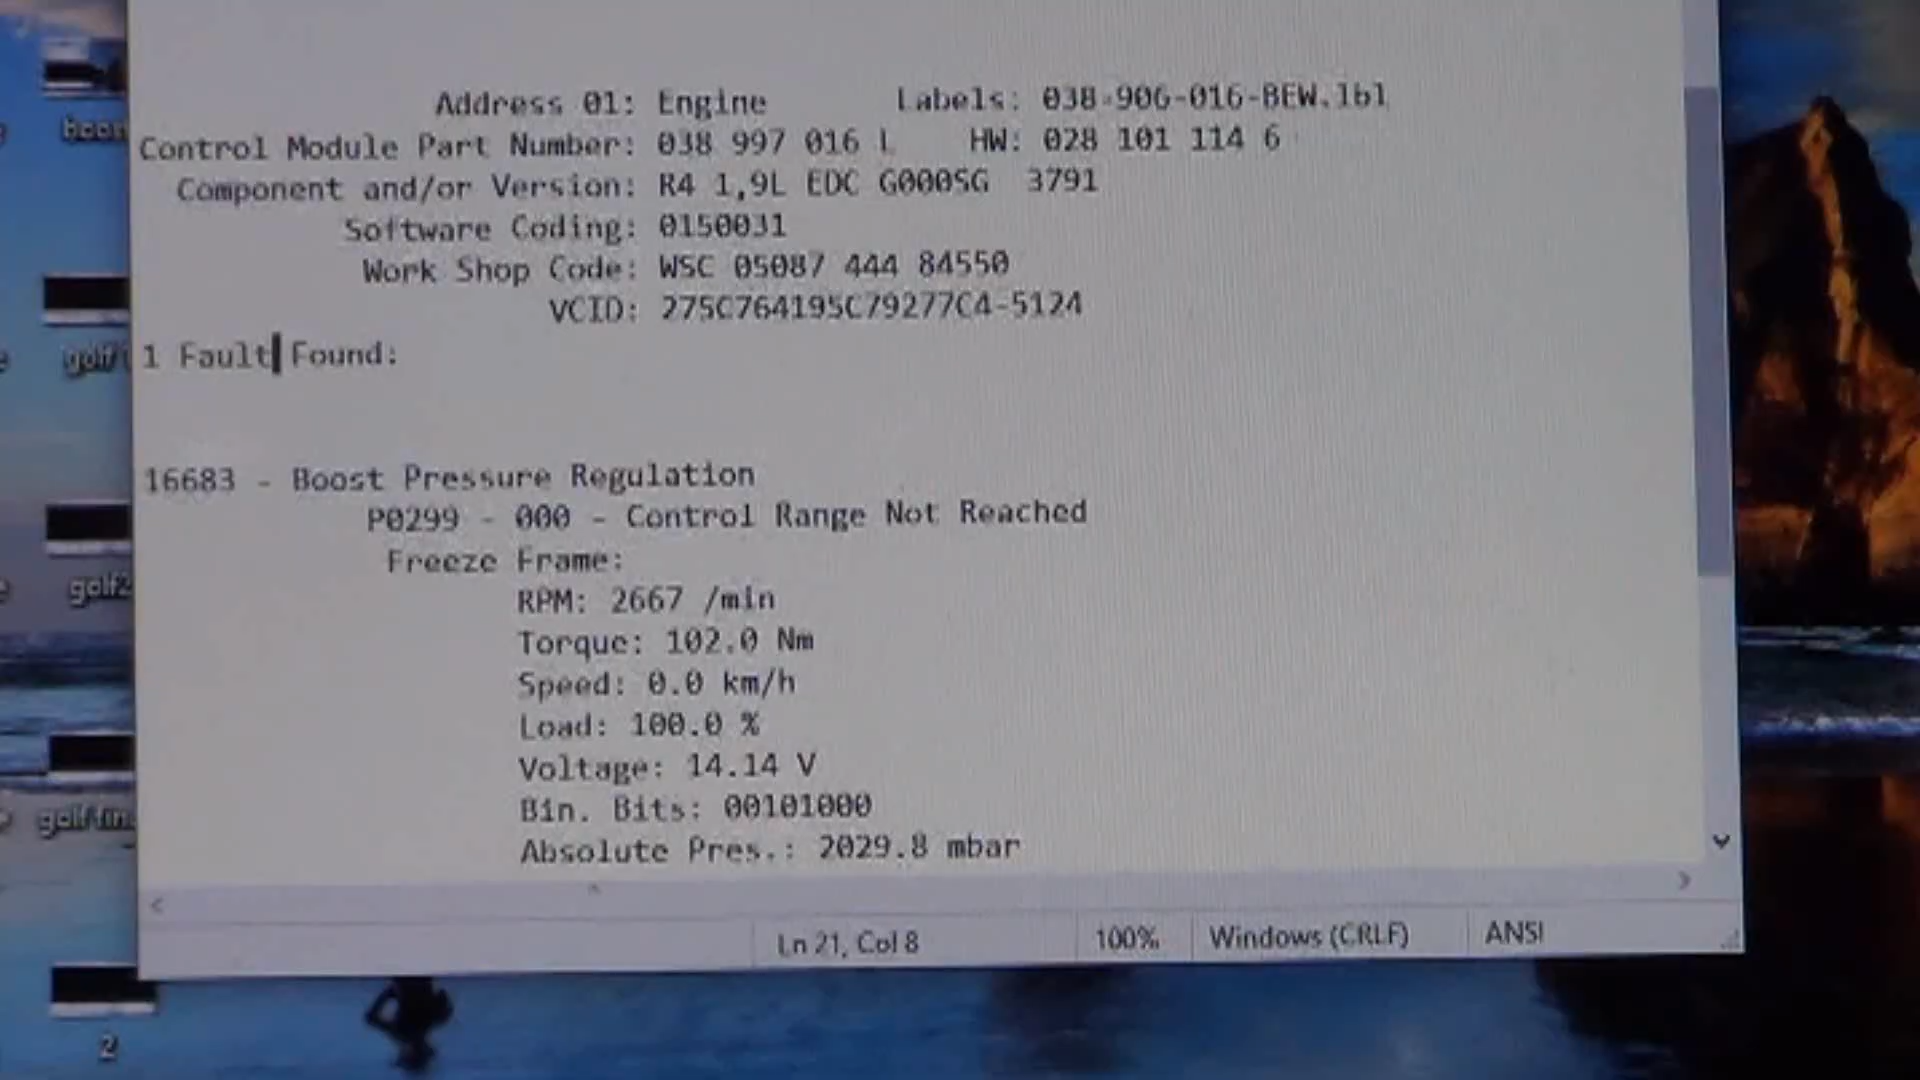 Address 01: Engine Labels: 038-906-016-BEW.lbl
Control Module Part Number: 038 997 016 L HW: 028 101 114 6
Component and/or Version: R4 1,9L EDC G000SG 3791
Software Coding: 0150031
Work Shop Code: WSC 05087 444 84550
VCID: 275C764195C79277C4-5124
1 Fault Found:
16683 - Boost Pressure Regulation
P0299 - 000 - Control Range Not Reached
Freeze Frame:
RPM: 2667 /min
Torque: 102.0 Nm
Speed: 0.0 km/h
Load: 100.0 %
Voltage: 14.14 V
Bin. Bits: 00101000
Absolute Pres.: 2029.8 mbar
Ln 21, Col 8 100% Windows (CRLF) ANSI
golf2
2